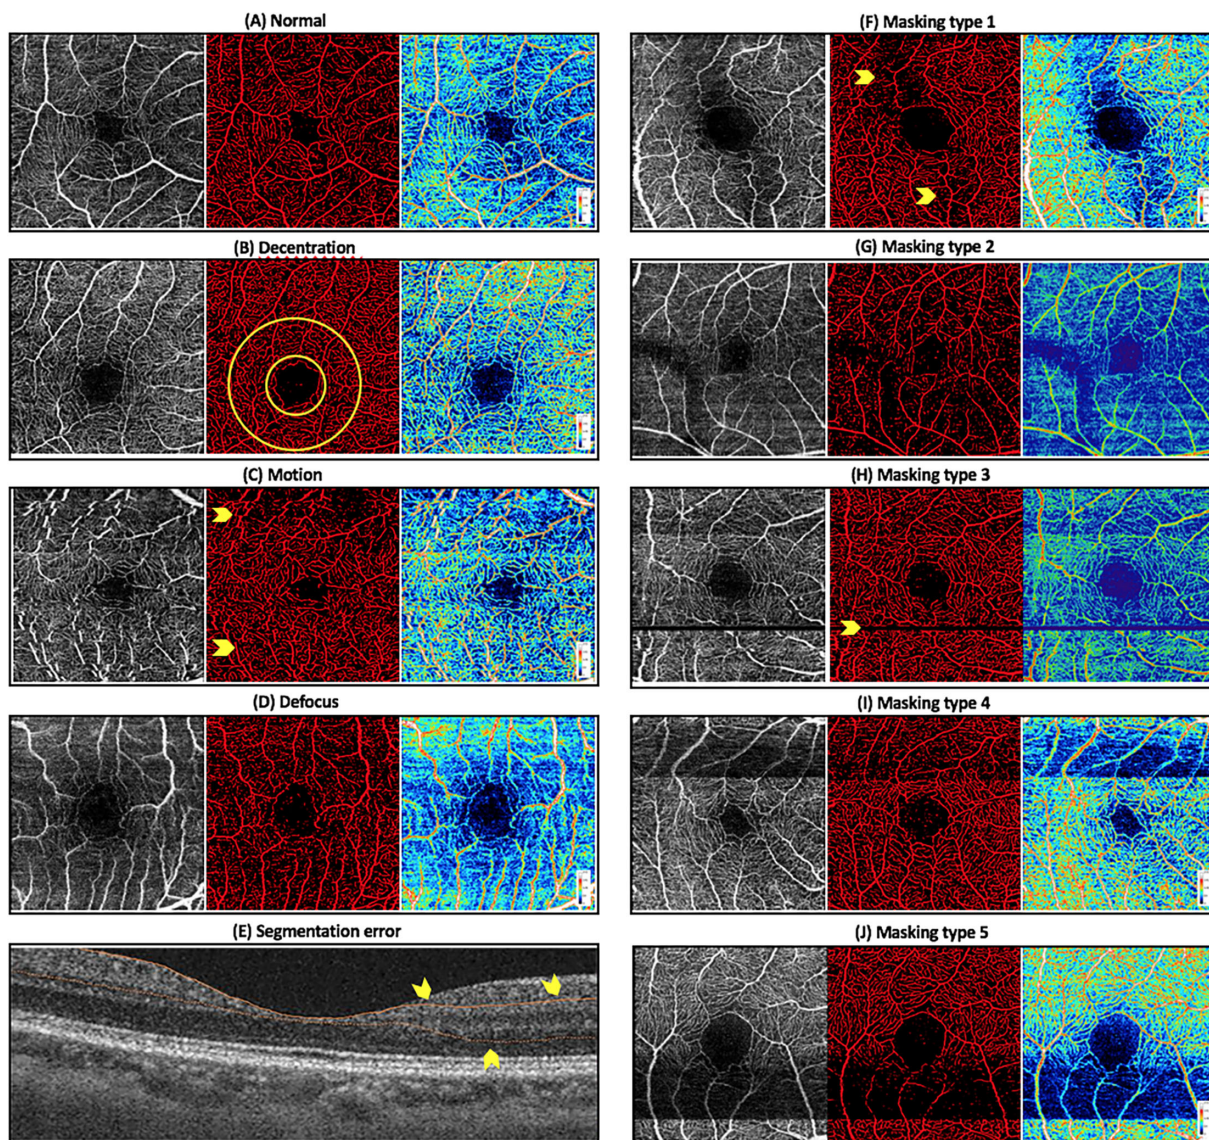 (A) Normal
(B) Decentration
(C) Motion
(D) Defocus
(E) Segmentation error
(F) Masking type 1
(G) Masking type 2
(H) Masking type 3
(I) Masking type 4
(J) Masking type 5